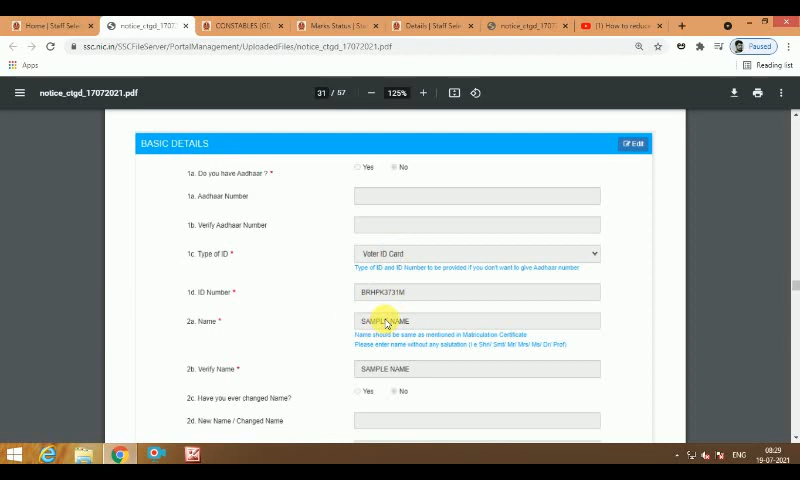 Home | Staff Selec
notice_ctgd_1707
CONSTABLES (GD
Marks Status | Sta
Details | Staff Sele
notice_ctgd_1707
(1) How to reduce
ssc.nic.in/SSCFileServer/PortalManagement/UploadedFiles/notice_ctgd_17072021.pdf
Paused
Apps
Reading list
notice_ctgd_17072021.pdf
31 / 57
125%
BASIC DETAILS
Edit
1a. Do you have Aadhaar ? *
Yes
No
1a. Aadhaar Number
1b. Verify Aadhaar Number
1c. Type of ID *
Voter ID Card
Type of ID and ID Number to be provided if you don't want to give Aadhaar number
1d. ID Number *
BRHPK3731M
2a. Name *
SAMPLE NAME
Name should be same as mentioned in Matriculation Certificate
Please enter name without any salutation (i.e Shri/ Smt/ Mr/ Mrs/ Ms/ Dr/ Prof)
2b. Verify Name *
SAMPLE NAME
2c. Have you ever changed Name?
Yes
No
2d. New Name / Changed Name
ENG
08:29
19-07-2021